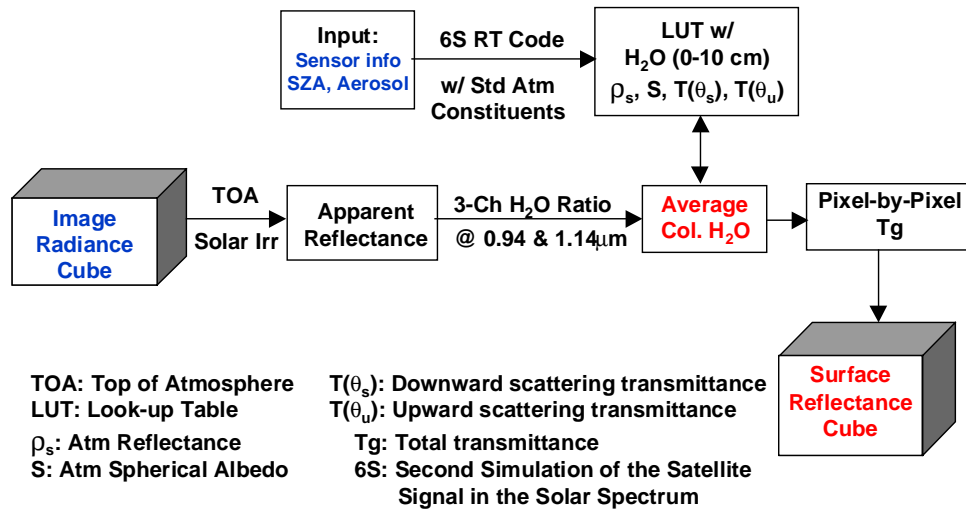 Input:
Sensor info
SZA, Aerosol
6S RT Code
w/ Std Atm
Constituents
LUT w/
H₂O (0-10 cm)
ρₛ, S, T(θₛ), T(θᵤ)
Image
Radiance
Cube
TOA
Solar Irr
Apparent
Reflectance
3-Ch H₂O Ratio
@ 0.94 & 1.14μm
Average
Col. H₂O
Pixel-by-Pixel
Tg
Surface
Reflectance
Cube
TOA: Top of Atmosphere
LUT: Look-up Table
ρₛ: Atm Reflectance
S: Atm Spherical Albedo
T(θₛ): Downward scattering transmittance
T(θᵤ): Upward scattering transmittance
Tg: Total transmittance
6S: Second Simulation of the Satellite
Signal in the Solar Spectrum